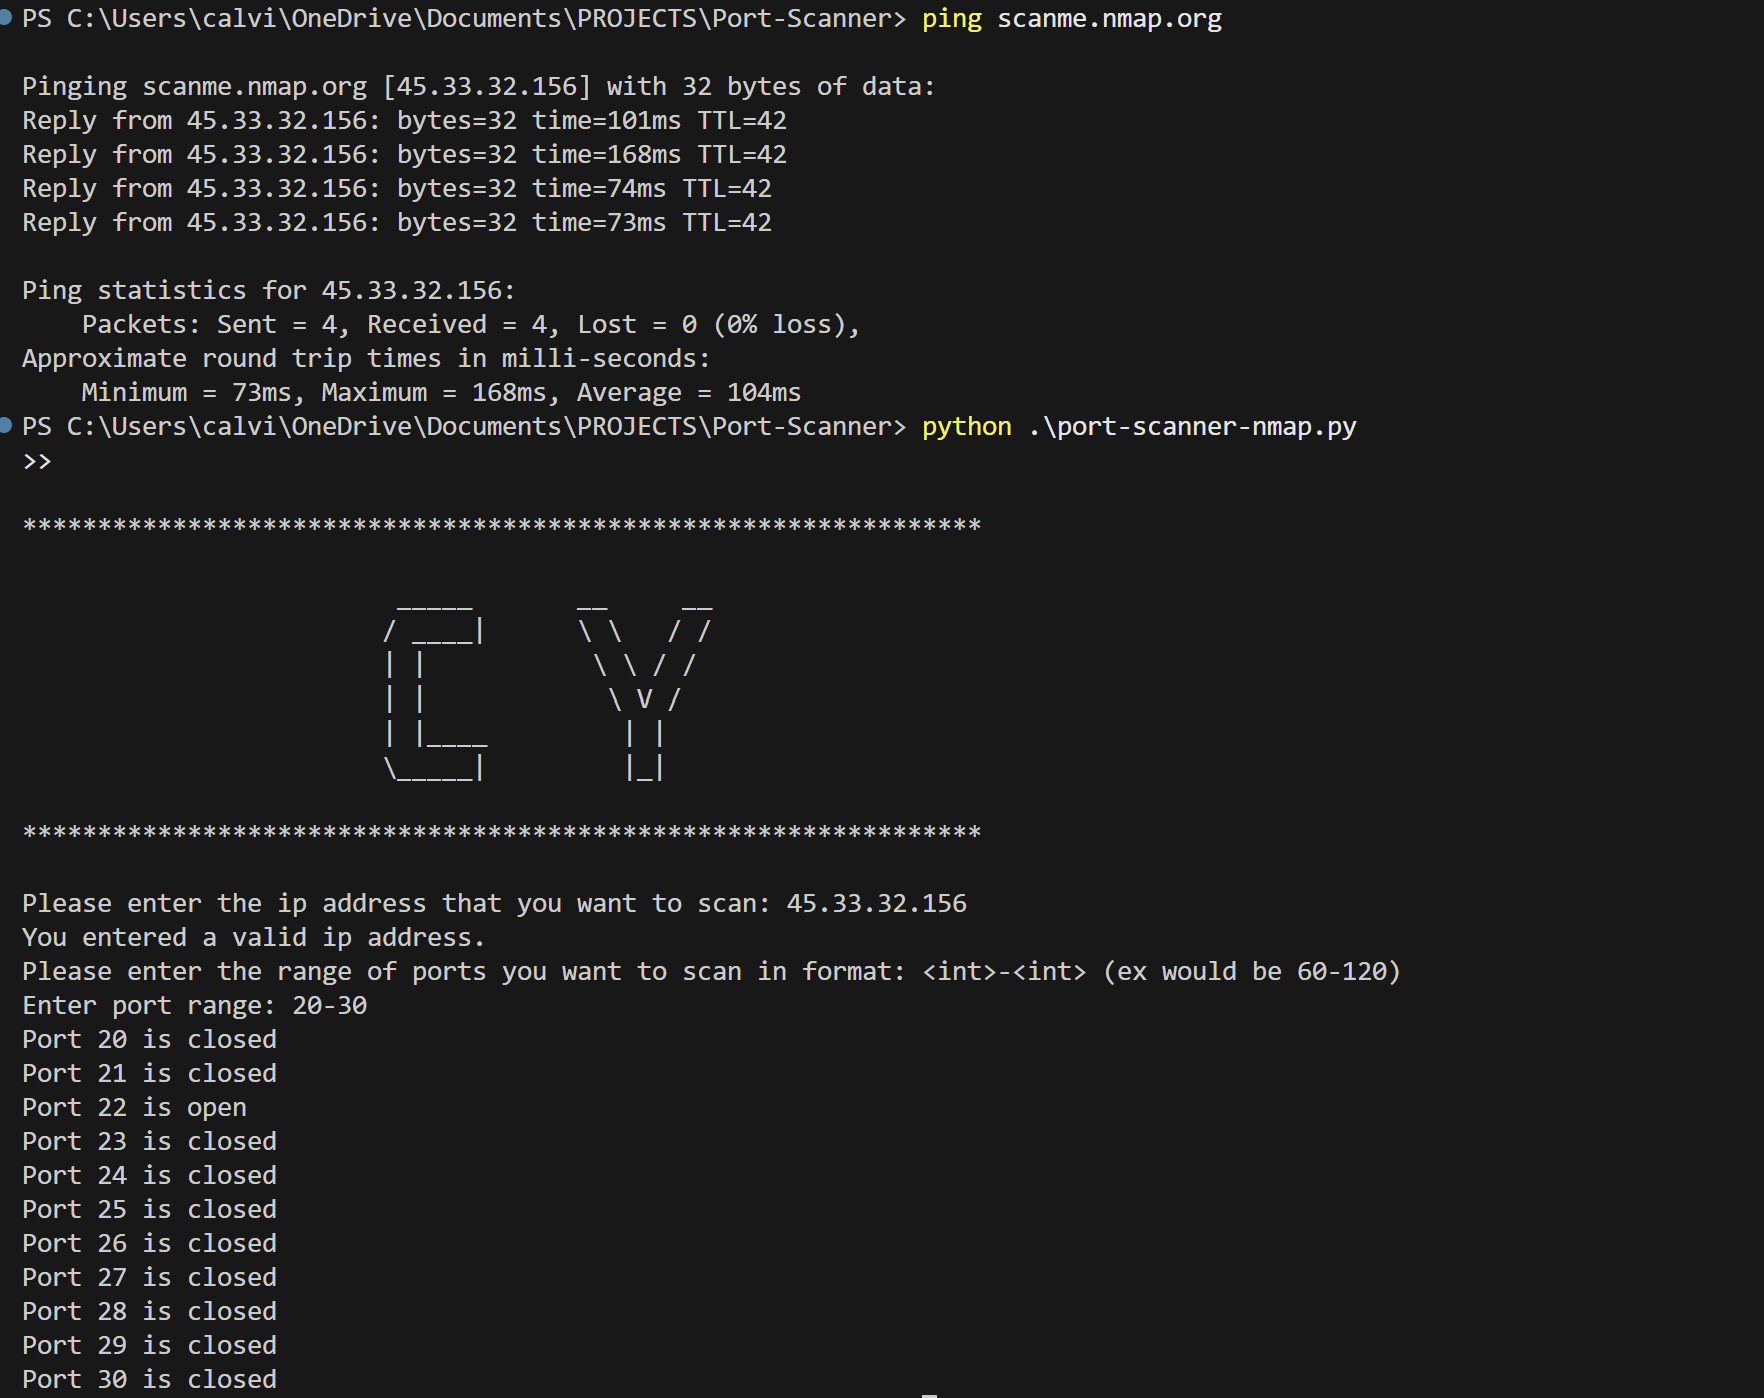 PS C:\Users\calvi\OneDrive\Documents\PROJECTS\Port-Scanner> ping scanme.nmap.org

Pinging scanme.nmap.org [45.33.32.156] with 32 bytes of data:
Reply from 45.33.32.156: bytes=32 time=101ms TTL=42
Reply from 45.33.32.156: bytes=32 time=168ms TTL=42
Reply from 45.33.32.156: bytes=32 time=74ms TTL=42
Reply from 45.33.32.156: bytes=32 time=73ms TTL=42

Ping statistics for 45.33.32.156:
    Packets: Sent = 4, Received = 4, Lost = 0 (0% loss),
Approximate round trip times in milli-seconds:
    Minimum = 73ms, Maximum = 168ms, Average = 104ms
PS C:\Users\calvi\OneDrive\Documents\PROJECTS\Port-Scanner> python .\port-scanner-nmap.py
>>

****************************************************************

                         _____       __     __
                        / ____|      \ \   / /
                        | |           \ \ / /
                        | |            \ V /
                        | |____         | |
                        \_____|         |_|

****************************************************************

Please enter the ip address that you want to scan: 45.33.32.156
You entered a valid ip address.
Please enter the range of ports you want to scan in format: <int>-<int> (ex would be 60-120)
Enter port range: 20-30
Port 20 is closed
Port 21 is closed
Port 22 is open
Port 23 is closed
Port 24 is closed
Port 25 is closed
Port 26 is closed
Port 27 is closed
Port 28 is closed
Port 29 is closed
Port 30 is closed